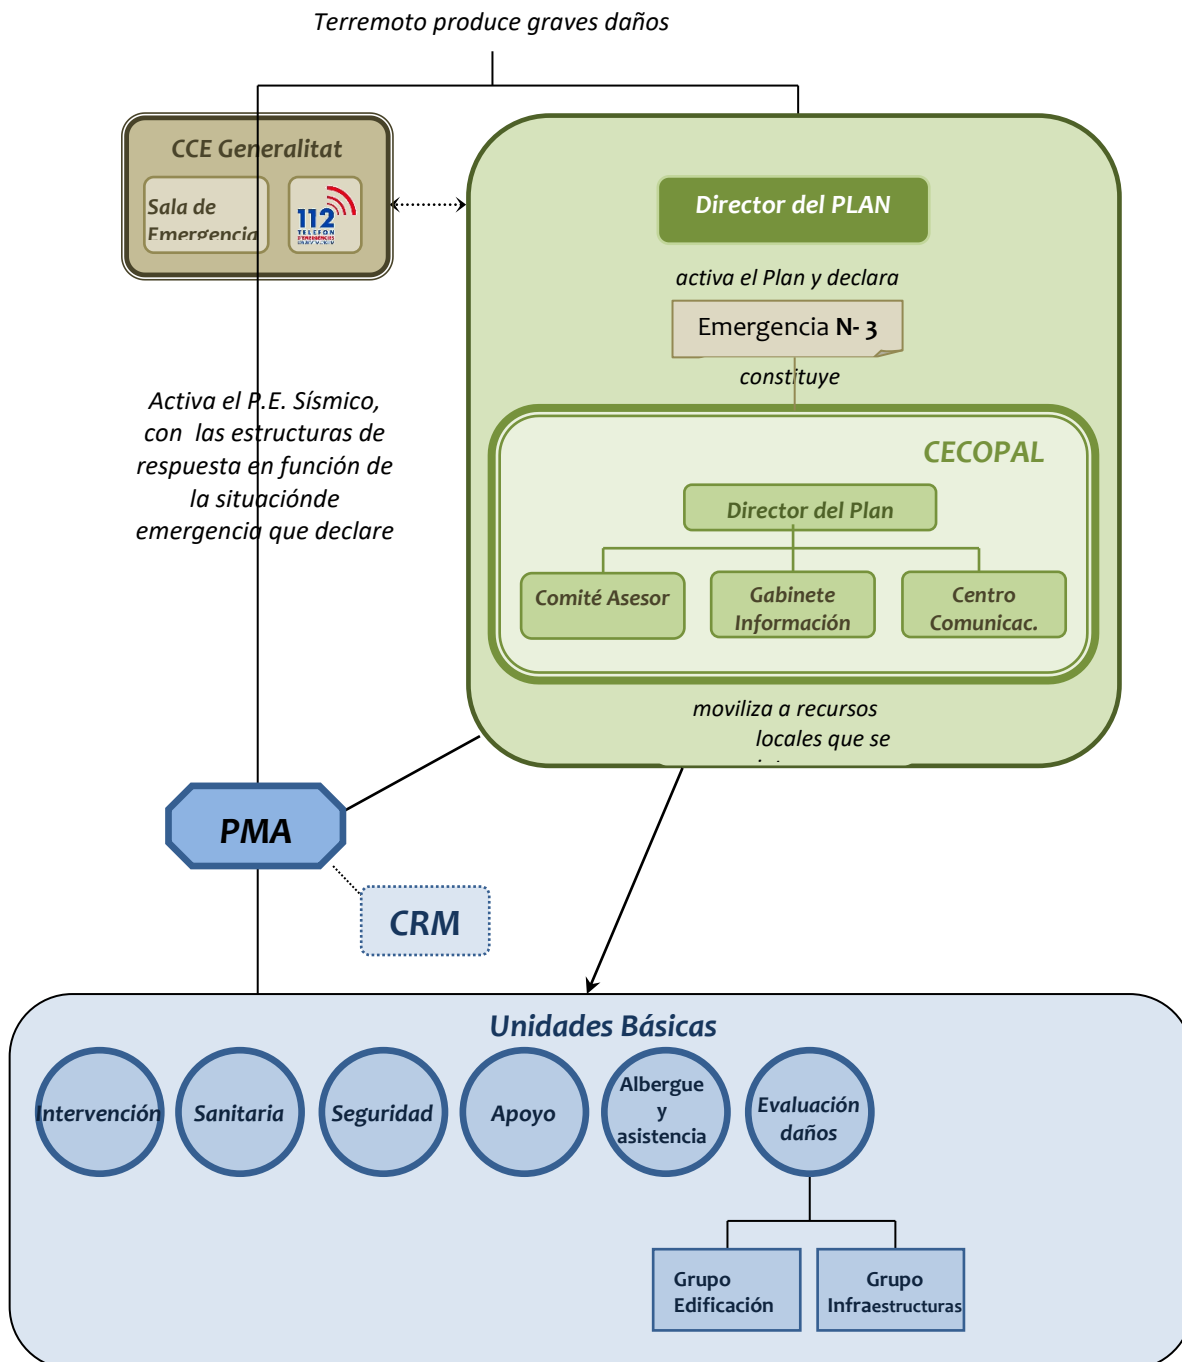 Terremoto produce graves daños
CCE Generalitat
Sala de
Emergencia
112
TELEFON
Director del PLAN
activa el Plan y declara
Emergencia N- 3
constituye
Activa el P.E. Sísmico,
con las estructuras de
respuesta en función de
la situaciónde
emergencia que declare
CECOPAL
Director del Plan
Comité Asesor
Gabinete
Información
Centro
Comunicac.
moviliza a recursos
locales que se
PMA
CRM
Unidades Básicas
Intervención
Sanitaria
Seguridad
Apoyo
Albergue
y
asistencia
Evaluación
daños
Grupo
Edificación
Grupo
Infraestructuras